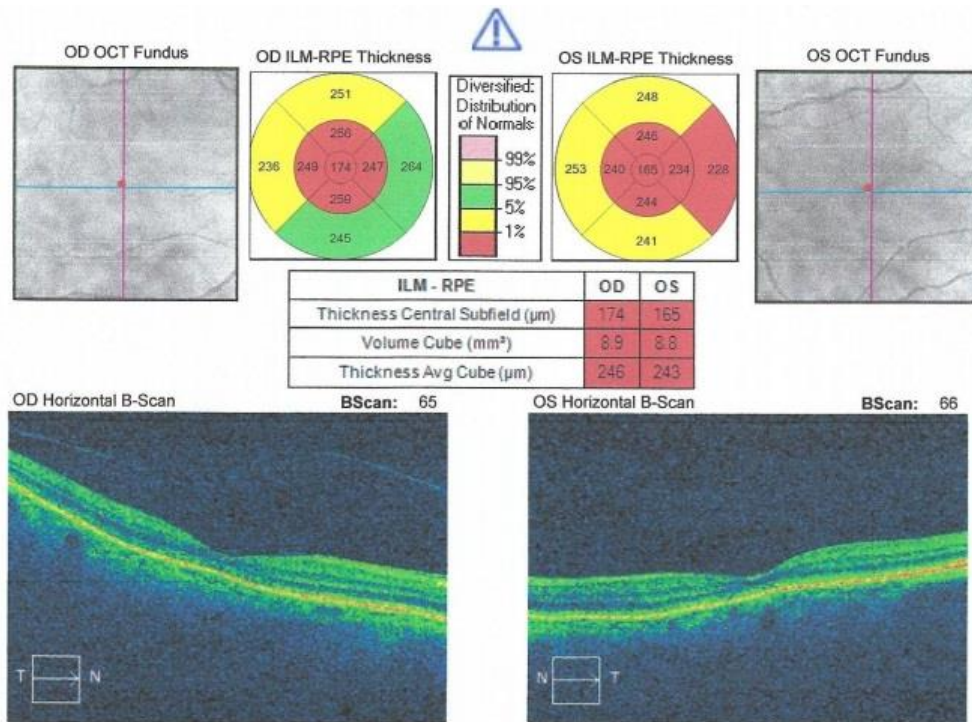 OD OCT Fundus
OD ILM-RPE Thickness
OS ILM-RPE Thickness
OS OCT Fundus
251
256
236 249 174 247 264
259
245
Diversified:
Distribution
of Normals
99%
95%
5%
1%
248
246
253 240 165 234 228
244
241
ILM - RPE OD OS
Thickness Central Subfield (µm) 174 165
Volume Cube (mm³) 8.9 8.8
Thickness Avg Cube (µm) 246 243
OD Horizontal B-Scan BScan: 65
OS Horizontal B-Scan BScan: 66
T N
N T